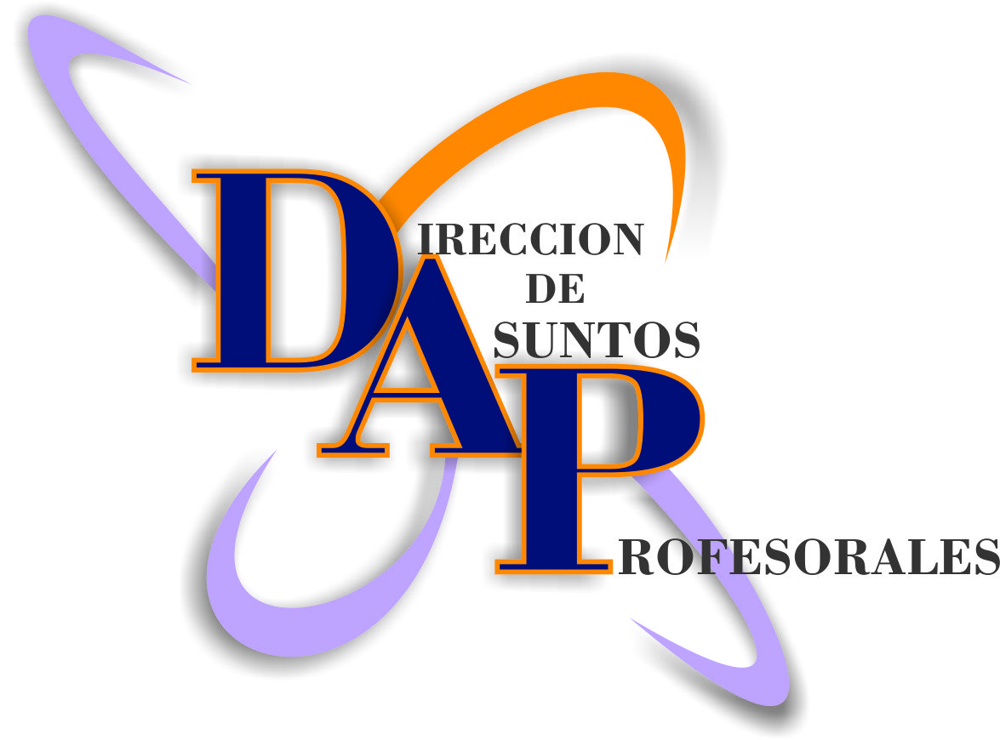 DIRECCION
DE
ASUNTOS
PROFESORALES